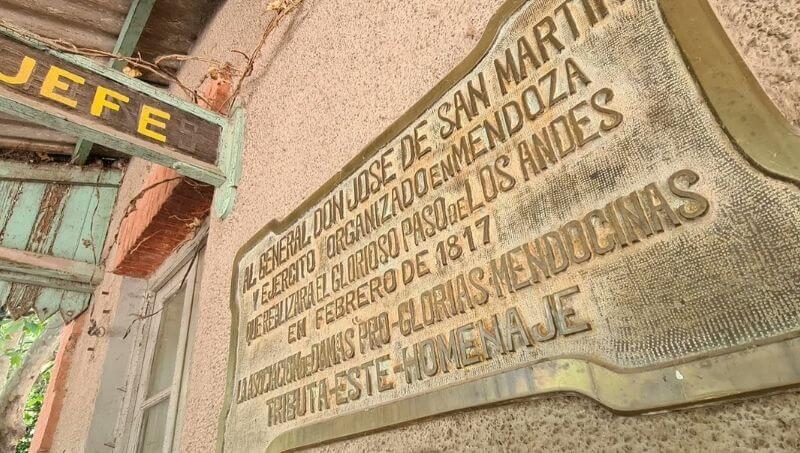 JEFE
AL GENERAL DON JOSE DE SAN MARTIN
Y EJERCITO ORGANIZADO EN MENDOZA
QUE REALIZARA EL GLORIOSO PASO DE LOS ANDES
EN FEBRERO DE 1817
LA ASOCIACION DE DAMAS PRO-GLORIAS MENDOCINAS
TRIBUTA-ESTE-HOMENAJE